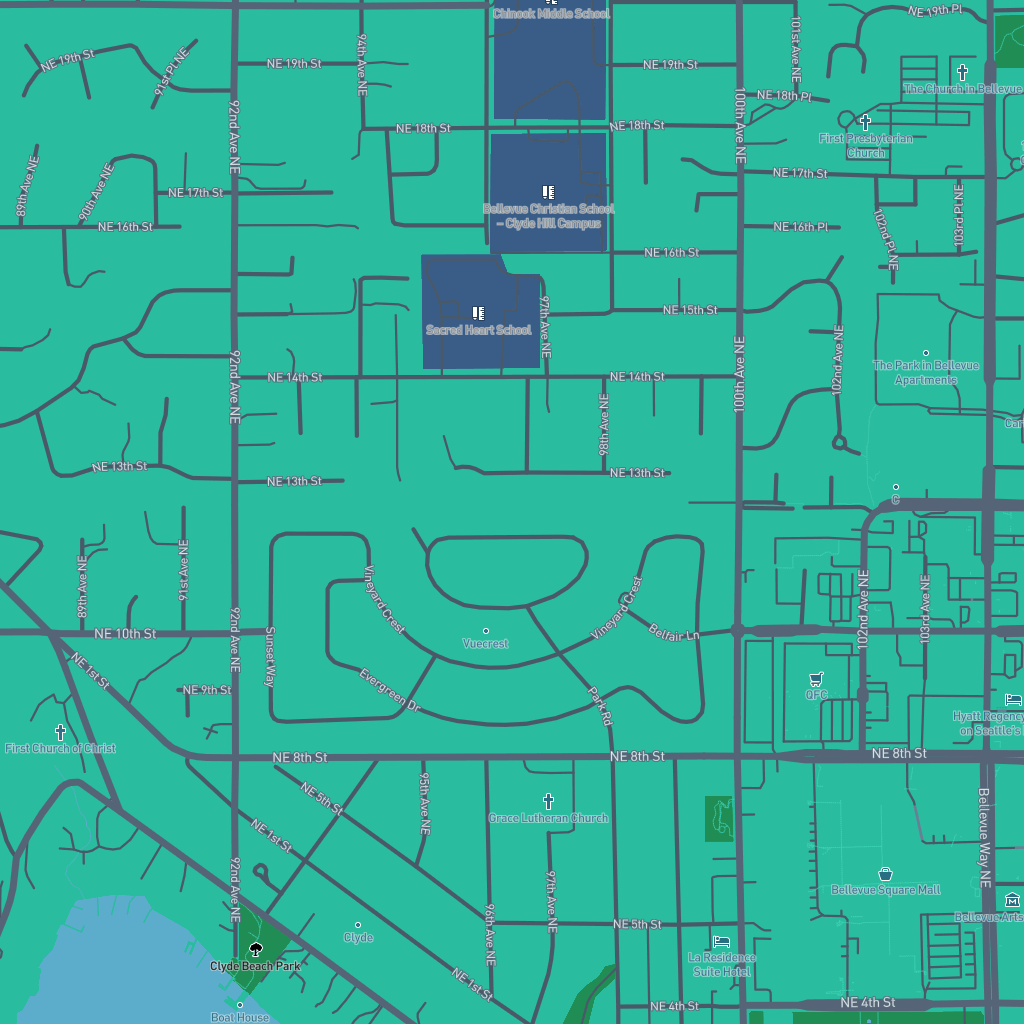 Chinook Middle School
NE 19th Pl
NE 19th St
91st Pl NE
NE 19th St
94th Ave NE
NE 19th St
101st Ave NE
The Church in Bellevue
NE 18th Pl
92nd Ave NE
NE 18th St
NE 18th St
100th Ave NE
First Presbyterian
Church
89th Ave NE
90th Ave NE
NE 17th St
NE 17th St
Bellevue Christian School
– Clyde Hill Campus
NE 16th St
NE 16th St
NE 16th Pl
102nd Pl NE
103rd Pl NE
Sacred Heart School
97th Ave NE
NE 15th St
92nd Ave NE
100th Ave NE
102nd Ave NE
The Park in Bellevue
Apartments
NE 14th St
NE 14th St
98th Ave NE
NE 13th St
NE 13th St
NE 13th St
C
89th Ave NE
91st Ave NE
92nd Ave NE
NE 10th St
Sunset Way
Vineyard Crest
Vuecrest
Vineyard Crest
Belfair Ln
102nd Ave NE
103rd Ave NE
NE 1st St
NE 9th St
Evergreen Dr
Park Rd
QFC
Hyatt Regency
on Seattle's
First Church of Christ
NE 8th St
NE 8th St
NE 8th St
NE 5th St
95th Ave NE
Grace Lutheran Church
Bellevue Way NE
NE 1st St
92nd Ave NE
Bellevue Square Mall
Bellevue Arts
96th Ave NE
97th Ave NE
NE 5th St
Clyde
Clyde Beach Park
La Residence
Suite Hotel
NE 1st St
NE 4th St
NE 4th St
Boat House